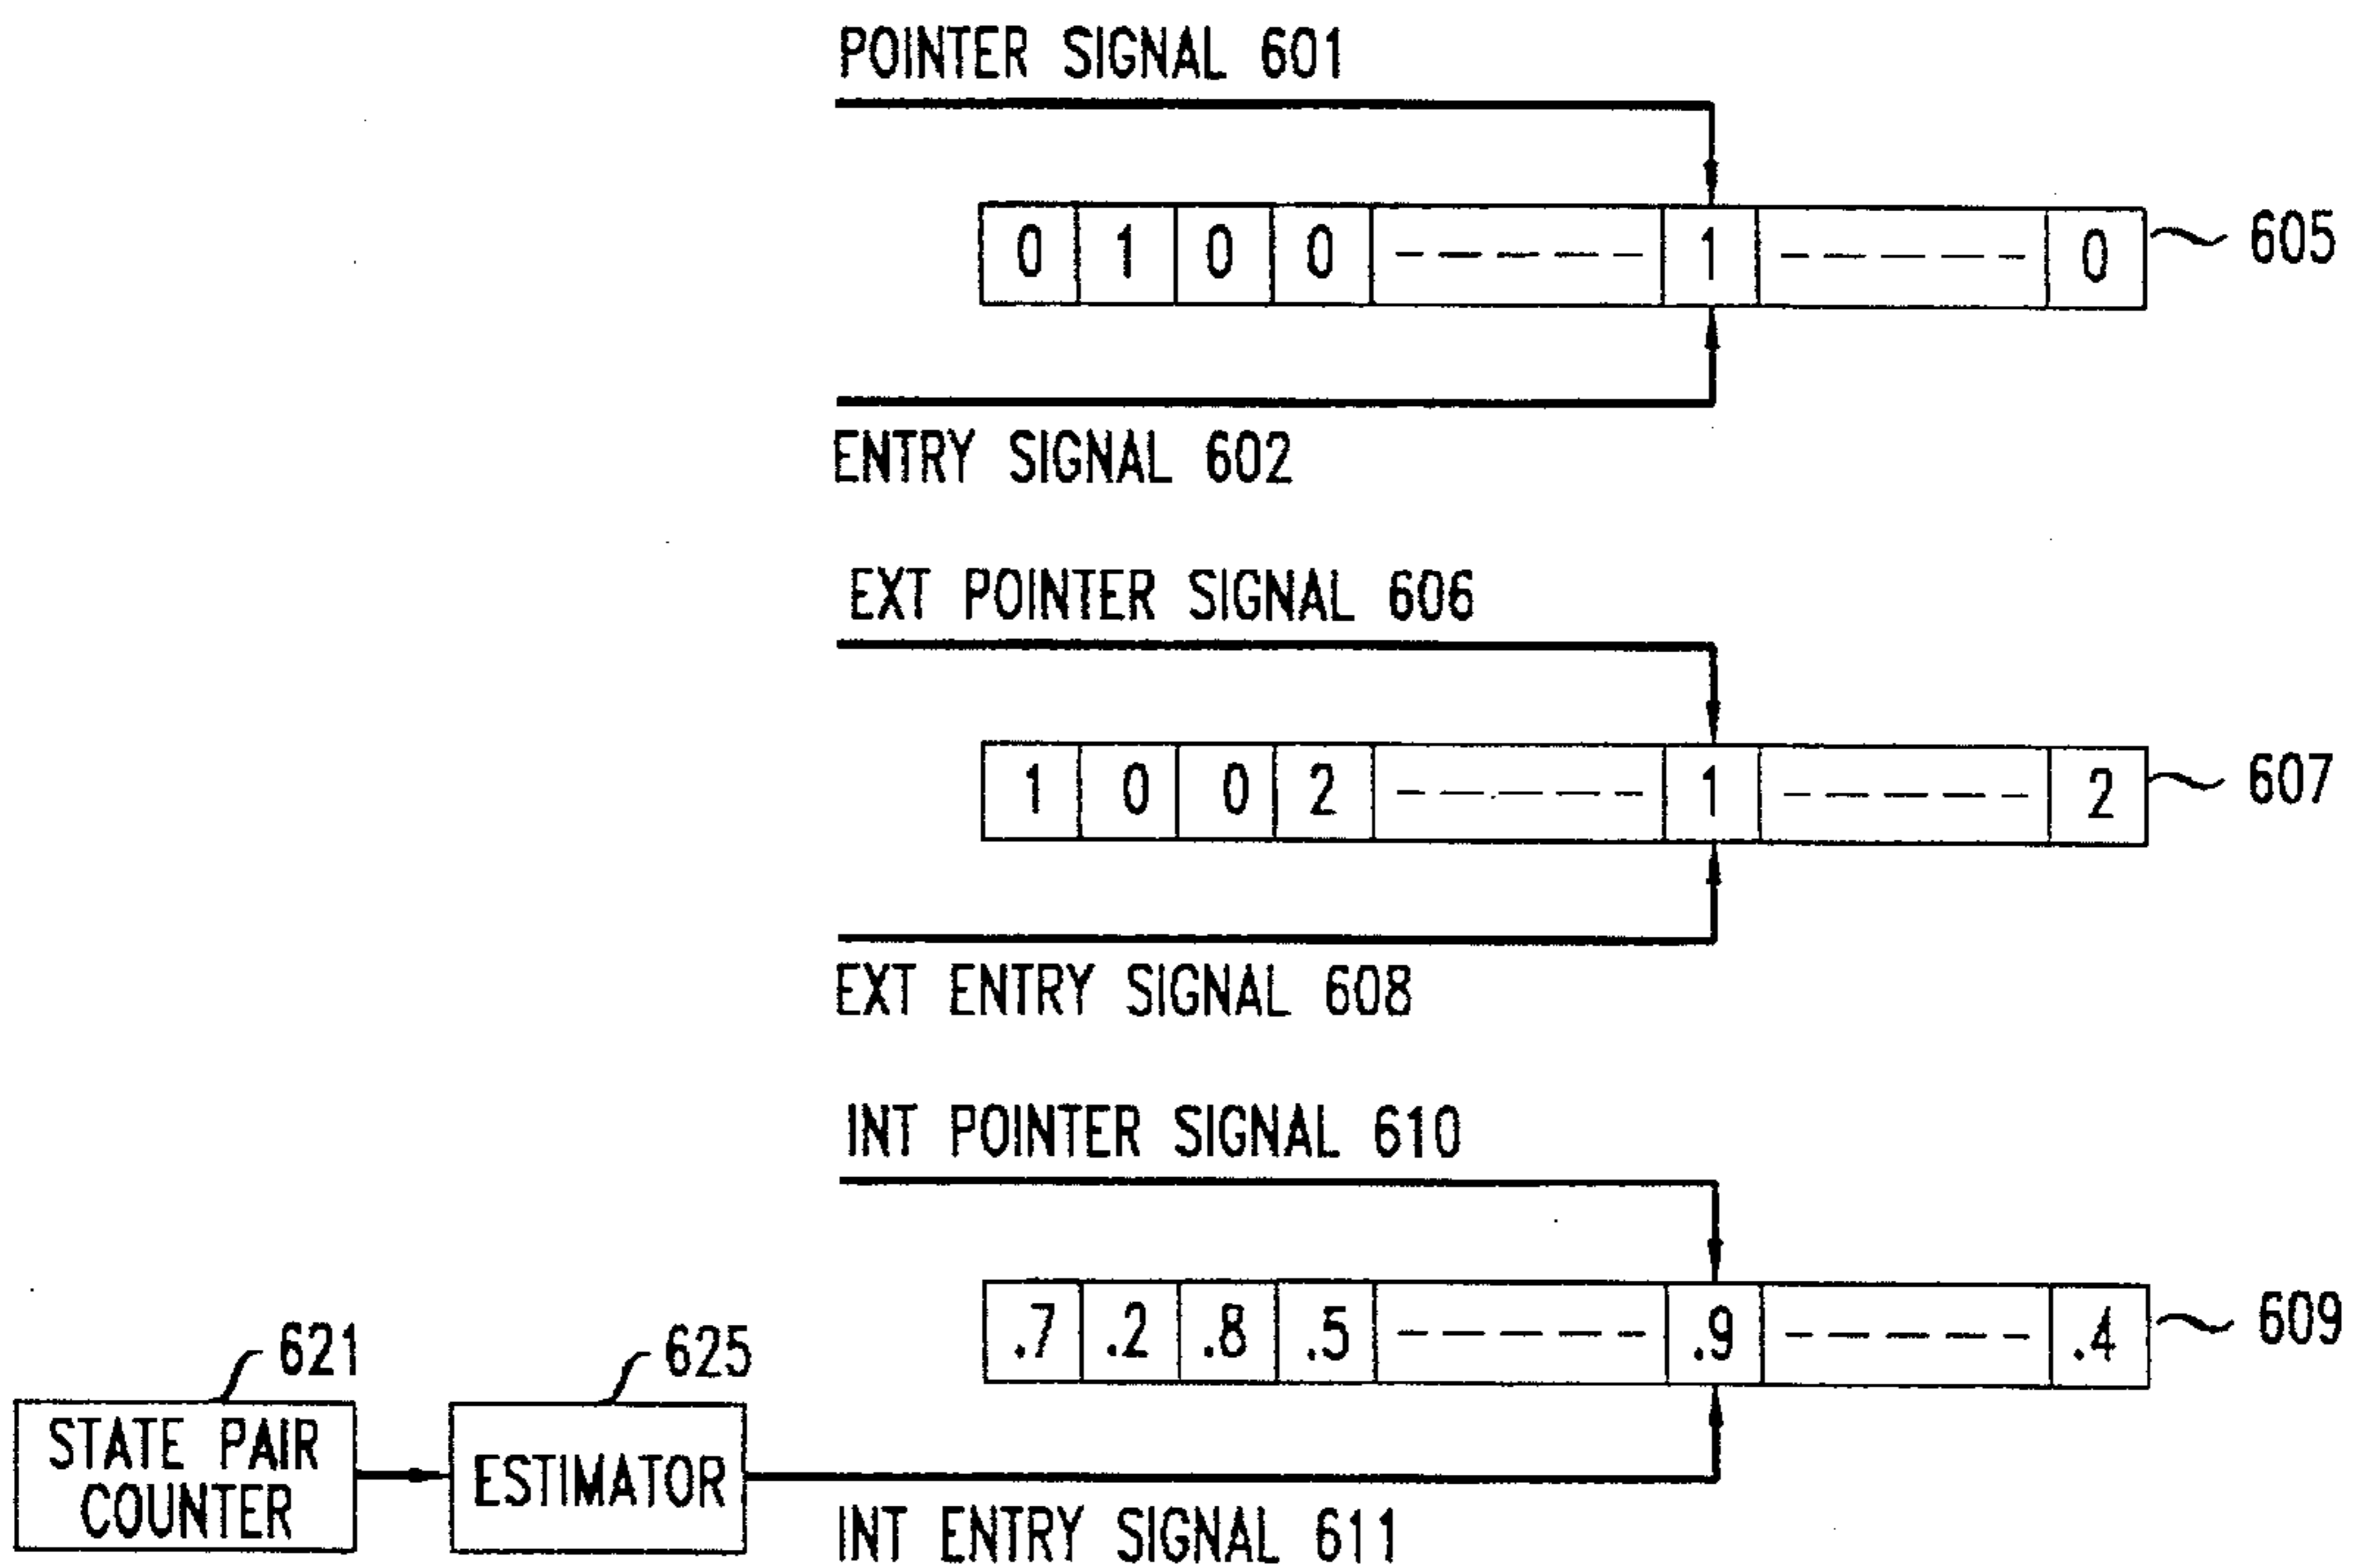 POINTER SIGNAL 601
0 1 0 0 1 0 605
ENTRY SIGNAL 602
EXT POINTER SIGNAL 606
1 0 0 2 1 2 607
EXT ENTRY SIGNAL 608
INT POINTER SIGNAL 610
.7 .2 .8 .5 .9 .4 609
621
625
STATE PAIR
COUNTER
ESTIMATOR
INT ENTRY SIGNAL 611